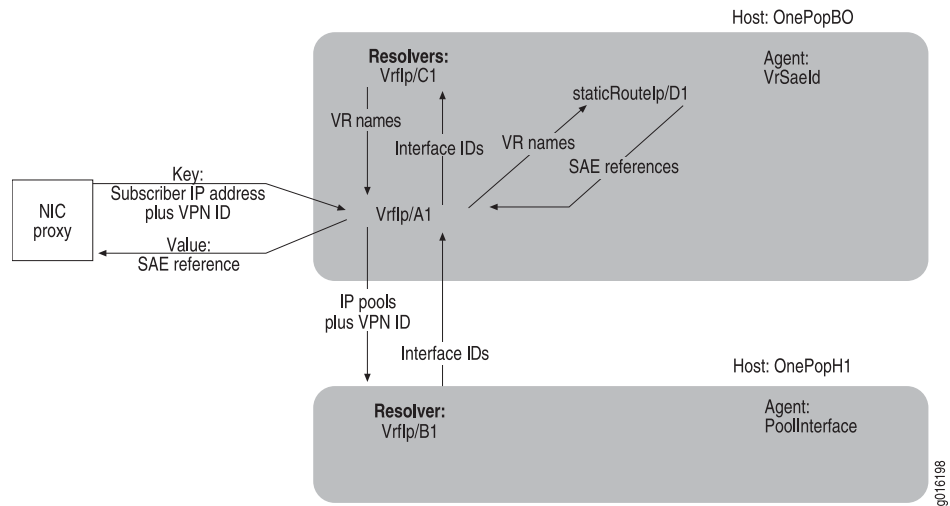 Host: OnePopBO
Resolvers:
VrfIp/C1
Agent:
VrSaeId
staticRouteIp/D1
VR names
Interface IDs
VR names
SAE references
Key:
Subscriber IP address
plus VPN ID
NIC
proxy
VrfIp/A1
Value:
SAE reference
IP pools
plus VPN ID
Interface IDs
Host: OnePopH1
Resolver:
VrfIp/B1
Agent:
PoolInterface
g016198